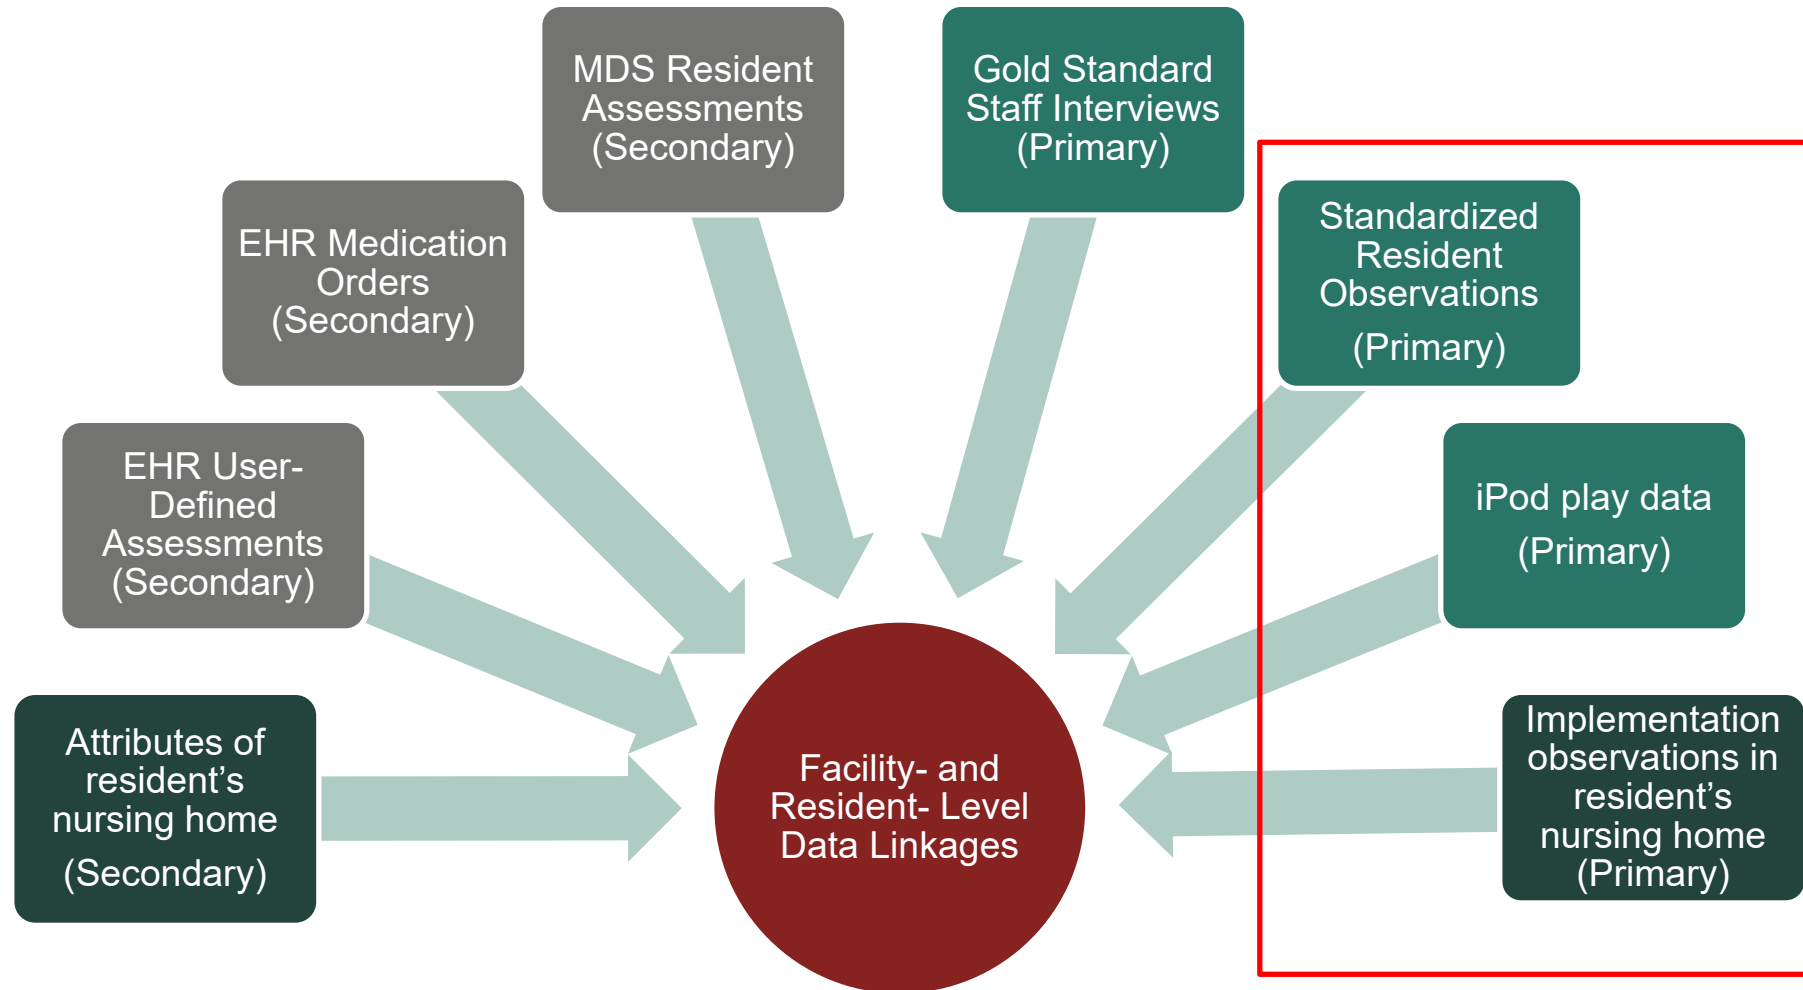 MDS Resident
Assessments
(Secondary)
Gold Standard
Staff Interviews
(Primary)
EHR Medication
Orders
(Secondary)
Standardized
Resident
Observations
(Primary)
EHR User-
Defined
Assessments
(Secondary)
iPod play data
(Primary)
Attributes of
resident’s
nursing home
(Secondary)
Facility- and
Resident- Level
Data Linkages
Implementation
observations in
resident’s
nursing home
(Primary)